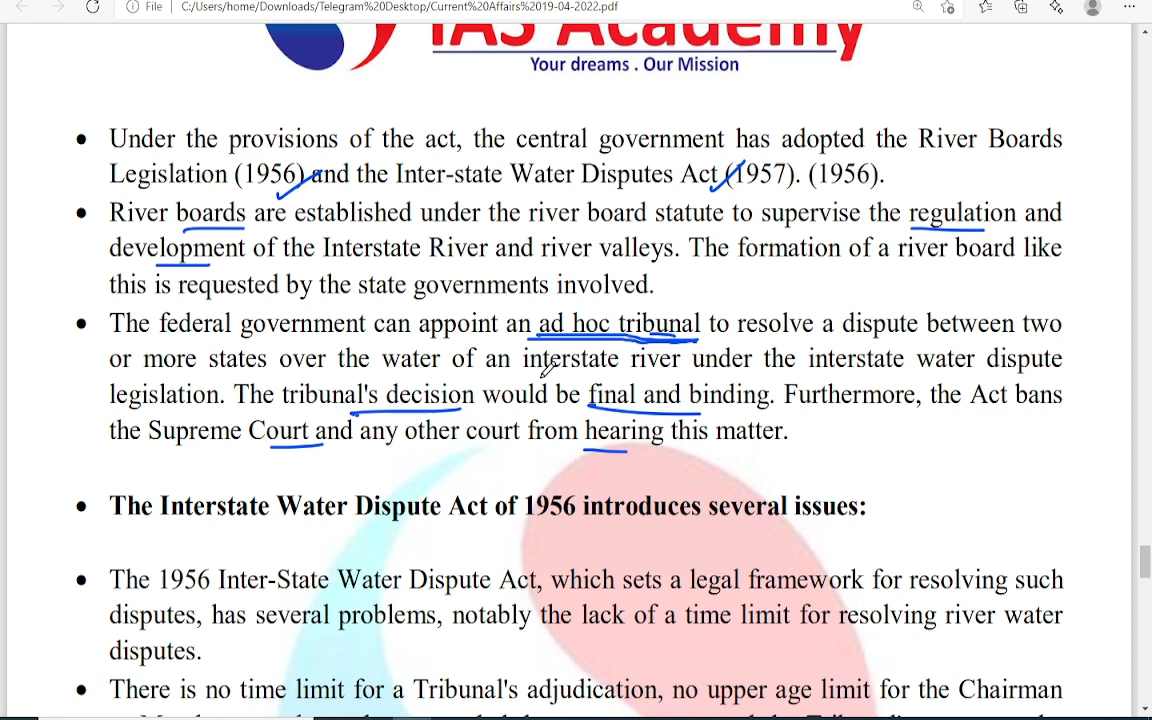 File
C:/Users/home/Downloads/Telegram%20Desktop/Current%20Affairs%2019-04-2022.pdf
IAS Academy
Your dreams . Our Mission
• Under the provisions of the act, the central government has adopted the River Boards
Legislation (1956) and the Inter-state Water Disputes Act (1957). (1956).
• River boards are established under the river board statute to supervise the regulation and
development of the Interstate River and river valleys. The formation of a river board like
this is requested by the state governments involved.
• The federal government can appoint an ad hoc tribunal to resolve a dispute between two
or more states over the water of an interstate river under the interstate water dispute
legislation. The tribunal's decision would be final and binding. Furthermore, the Act bans
the Supreme Court and any other court from hearing this matter.
• The Interstate Water Dispute Act of 1956 introduces several issues:
• The 1956 Inter-State Water Dispute Act, which sets a legal framework for resolving such
disputes, has several problems, notably the lack of a time limit for resolving river water
disputes.
• There is no time limit for a Tribunal's adjudication, no upper age limit for the Chairman